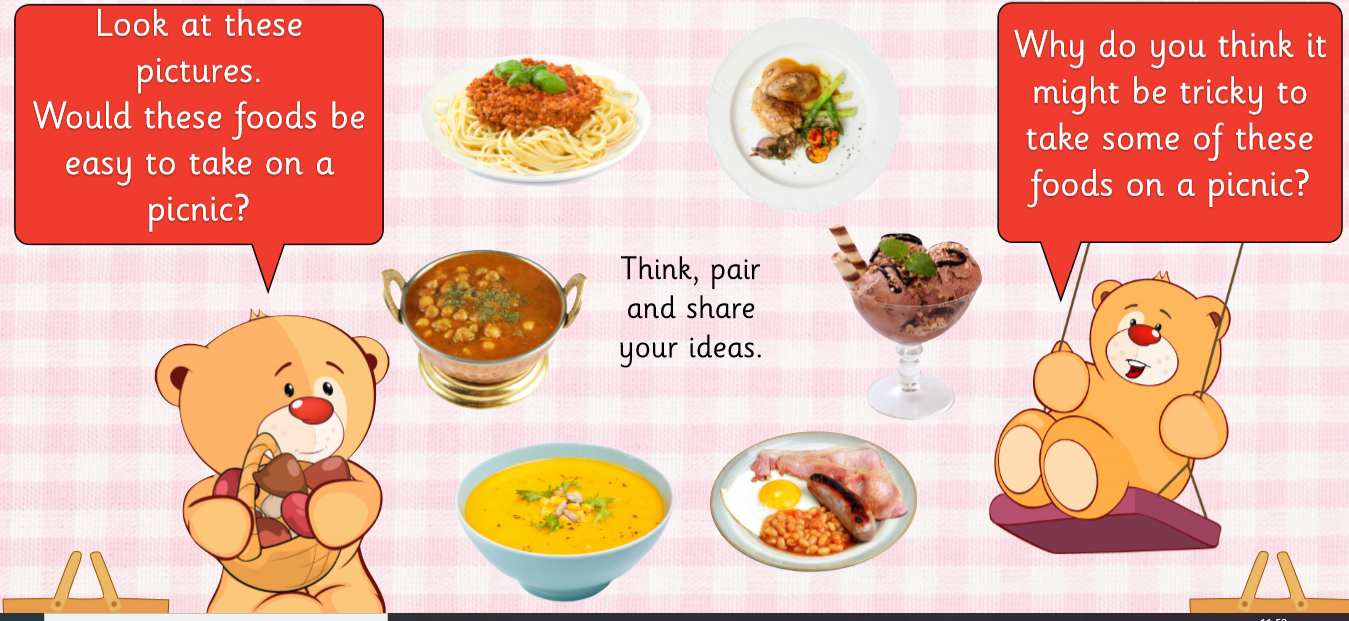 Look at these
pictures.
Would these foods be
easy to take on a
picnic?
Why do you think it
might be tricky to
take some of these
foods on a picnic?
Think, pair
and share
your ideas.